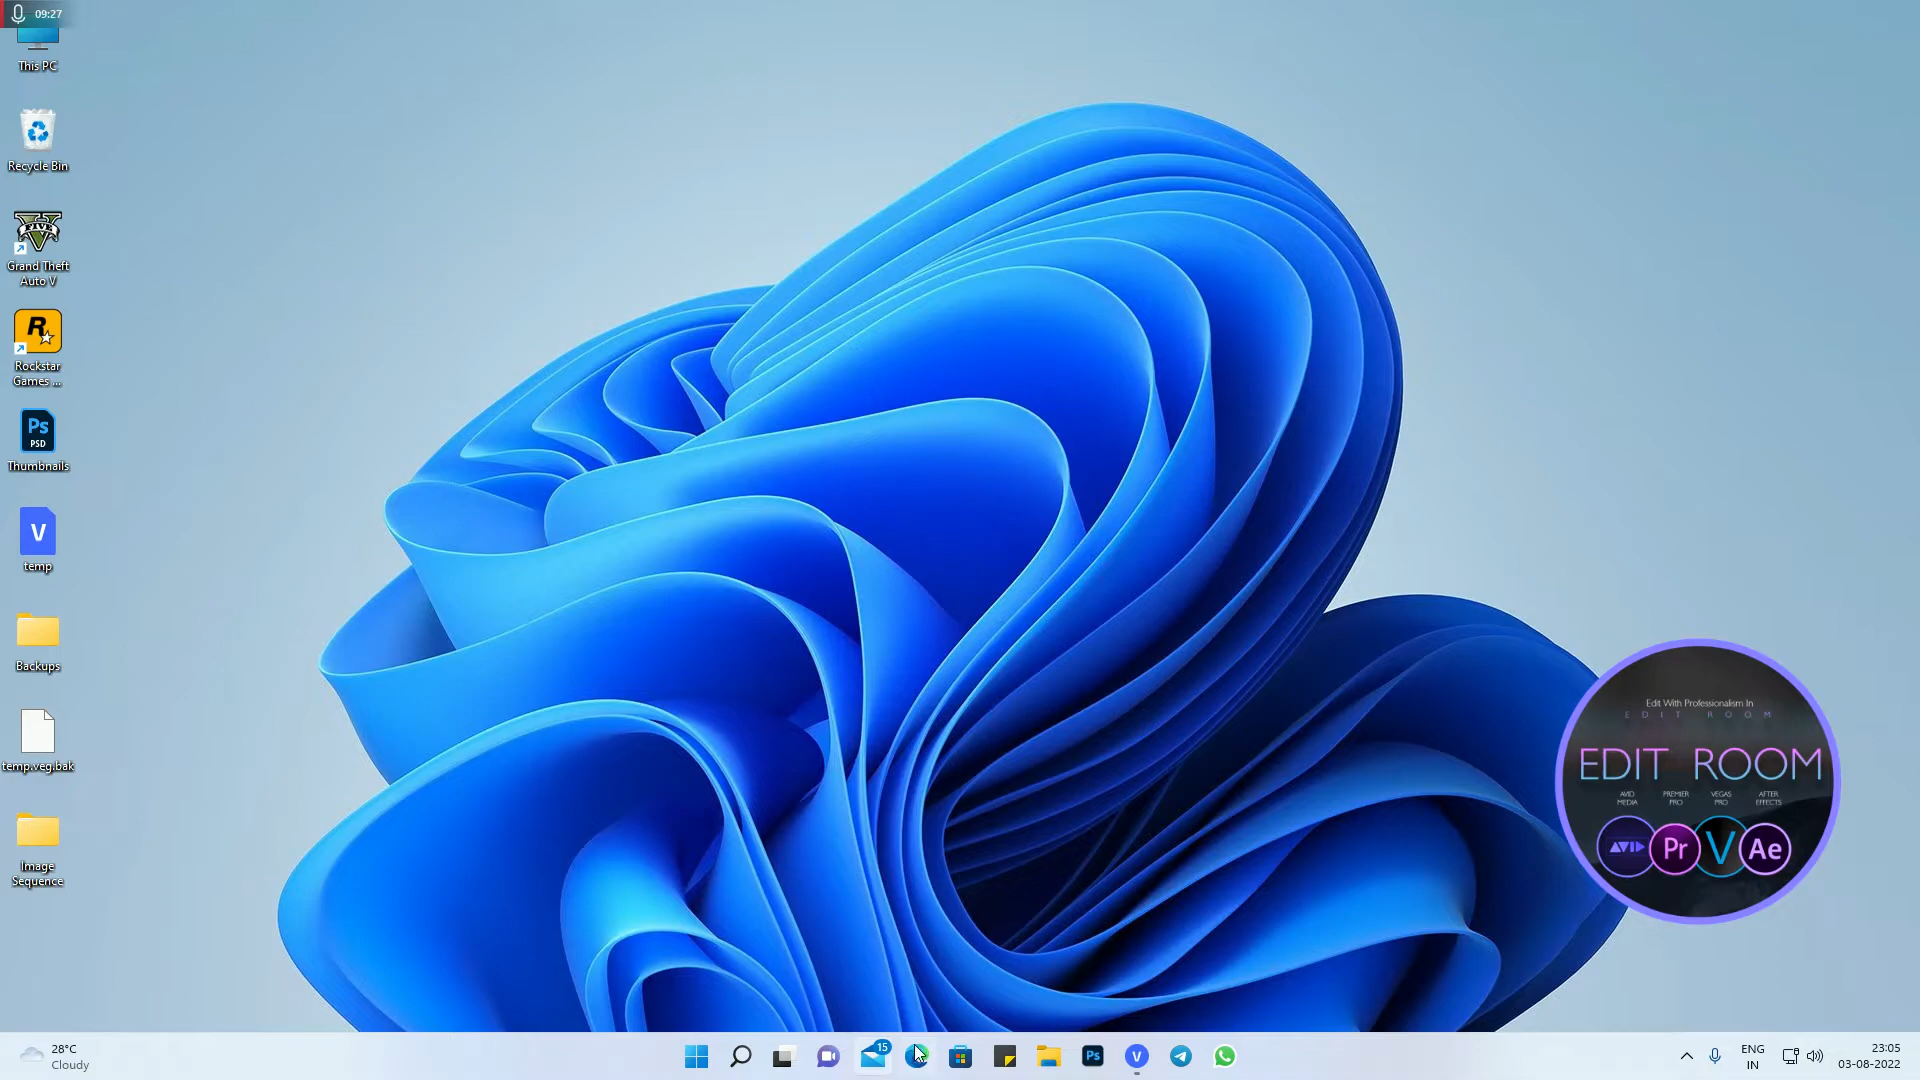 09:27
This PC
Recycle Bin
FIVE
Grand Theft
Auto V
R
Rockstar
Games ...
Ps
PSD
Thumbnails
V
temp
Backups
temp.veg.bak
Image
Sequence
Edit With Professionalism In
EDIT ROOM
EDIT ROOM
AVID
MEDIA
PREMIER
PRO
VEGAS
PRO
AFTER
EFFECTS
AVID
Pr
V
Ae
28°C
Cloudy
15
Ps
V
ENG
IN
23:05
03-08-2022